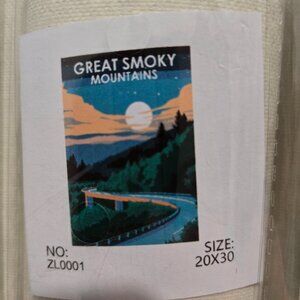 GREAT SMOKY
MOUNTAINS
NO:
ZL0001
SIZE:
20X30